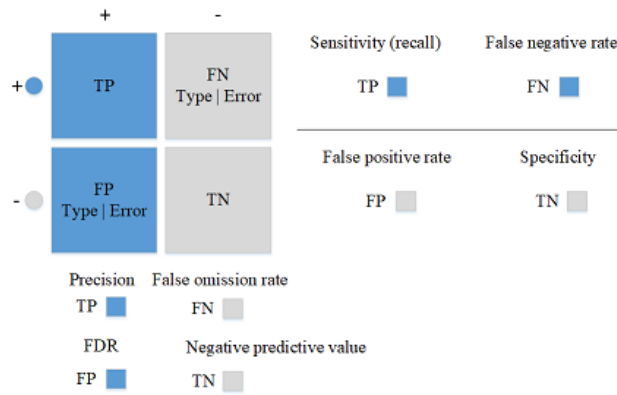 + -
Sensitivity (recall) False negative rate
+ TP FN
Type | Error
TP FN
False positive rate Specificity
- FP
Type | Error TN
FP TN
Precision False omission rate
TP FN
FDR Negative predictive value
FP TN